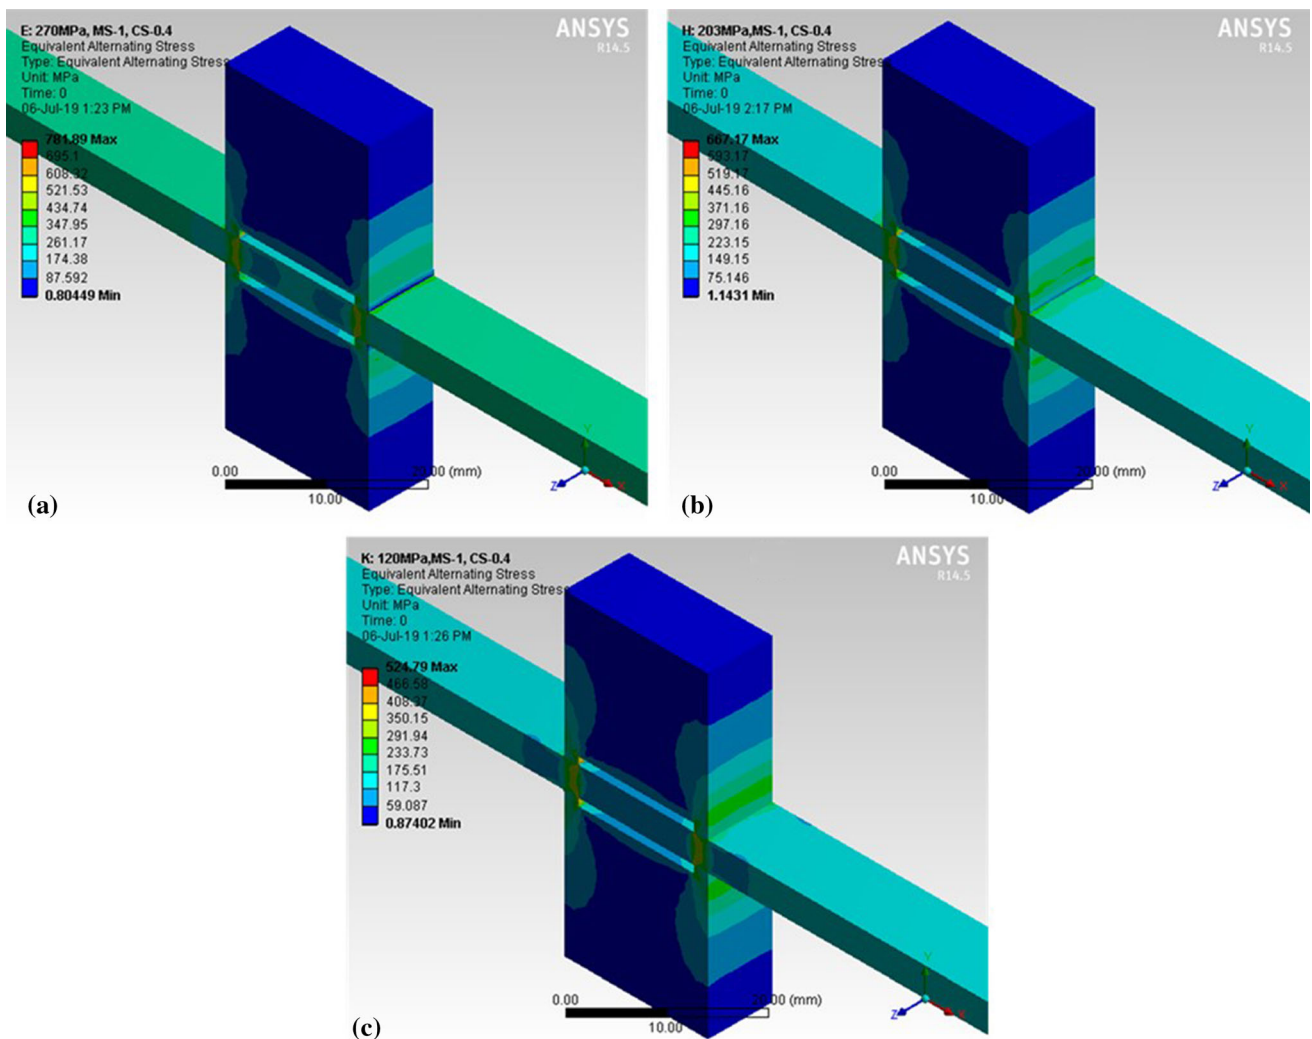 E: 270MPa, MS-1, CS-0.4
Equivalent Alternating Stress
Type: Equivalent Alternating Stress
Unit: MPa
Time: 0
06-Jul-19 1:23 PM
781.89 Max
695.1
608.32
521.53
434.74
347.95
261.17
174.38
87.592
0.80449 Min
ANSYS
R14.5
Y
Z
X
0.00
20.00 (mm)
10.00
(a)
H: 203MPa,MS-1, CS-0.4
Equivalent Alternating Stress
Type: Equivalent Alternating Stress
Unit: MPa
Time: 0
06-Jul-19 2:17 PM
667.17 Max
593.17
519.17
445.16
371.16
297.16
223.15
149.15
75.146
1.1431 Min
ANSYS
R14.5
Y
Z
X
0.00
20.00 (mm)
10.00
(b)
K: 120MPa,MS-1, CS-0.4
Equivalent Alternating Stress
Type: Equivalent Alternating Stress
Unit: MPa
Time: 0
06-Jul-19 1:26 PM
524.79 Max
466.58
408.37
350.15
291.94
233.73
175.51
117.3
59.087
0.87402 Min
ANSYS
R14.5
Y
Z
X
0.00
20.00 (mm)
10.00
(c)